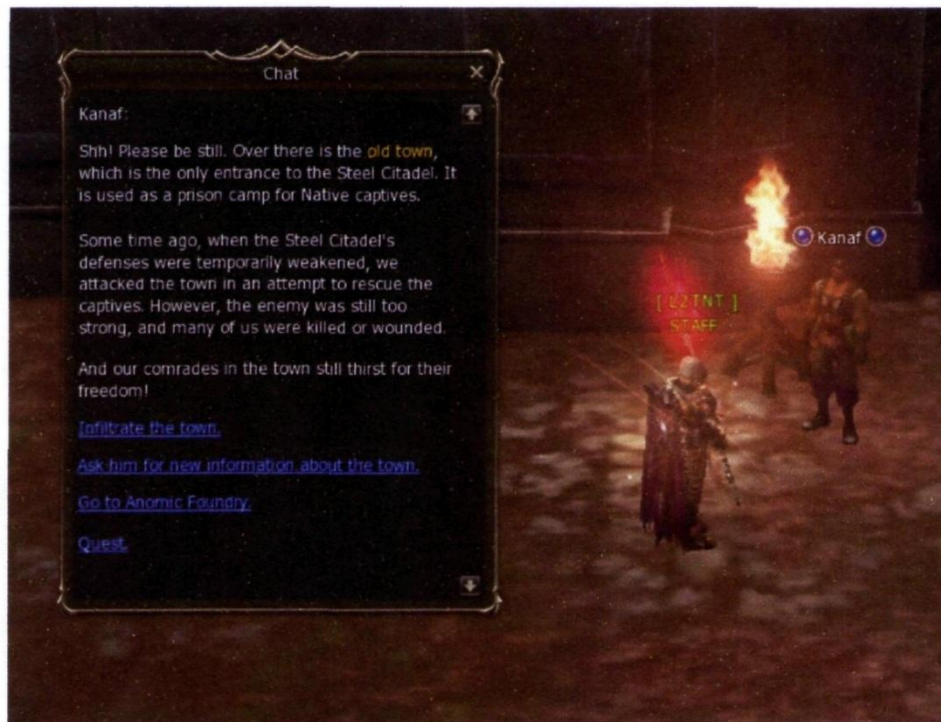 Chat
Kanaf:
Shh! Please be still. Over there is the old town,
which is the only entrance to the Steel Citadel. It
is used as a prison camp for Native captives.
Some time ago, when the Steel Citadel's
defenses were temporarily weakened, we
attacked the town in an attempt to rescue the
captives. However, the enemy was still too
strong, and many of us were killed or wounded.
And our comrades in the town still thirst for their
freedom!
Infiltrate the town.
Ask him for new information about the town.
Go to Anomic Foundry.
Quest.
Kanaf
[ L2TNT ]
STAFF